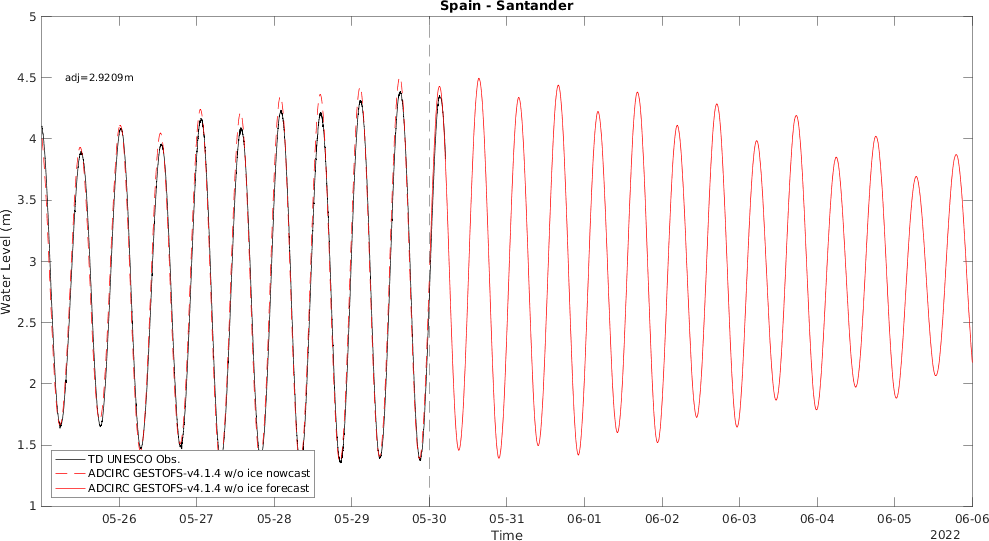 Spain - Santander
5
4.5
4
3.5
3
2.5
2
1.5
1
Water Level (m)
adj=2.9209m
TD UNESCO Obs.
ADCIRC GESTOFS-v4.1.4 w/o ice nowcast
ADCIRC GESTOFS-v4.1.4 w/o ice forecast
05-26 05-27 05-28 05-29 05-30 05-31 06-01 06-02 06-03 06-04 06-05 06-06
Time
2022